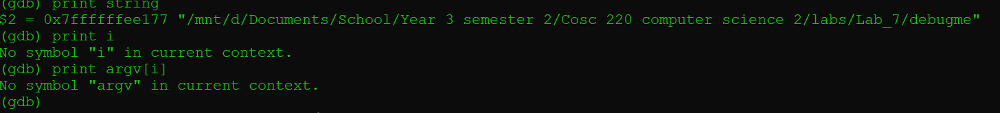 (gdb) print string
$2 = 0x7ffffffee177 "/mnt/d/Documents/School/Year 3 semester 2/Cosc 220 computer science 2/labs/Lab_7/debugme"
(gdb) print i
No symbol "i" in current context.
(gdb) print argv[i]
No symbol "argv" in current context.
(gdb)